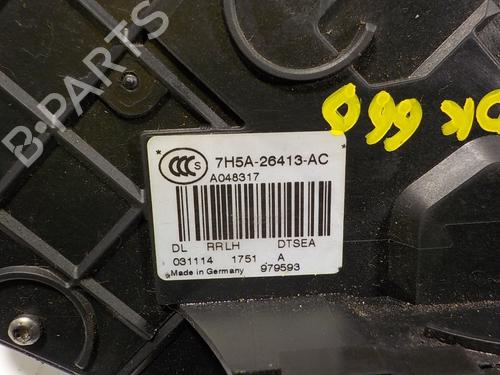 B-PARTS
OK 660
CCC S
7H5A-26413-AC
A048317
DL RRLH DTSEA
031114 1751 A
Made in Germany 979593